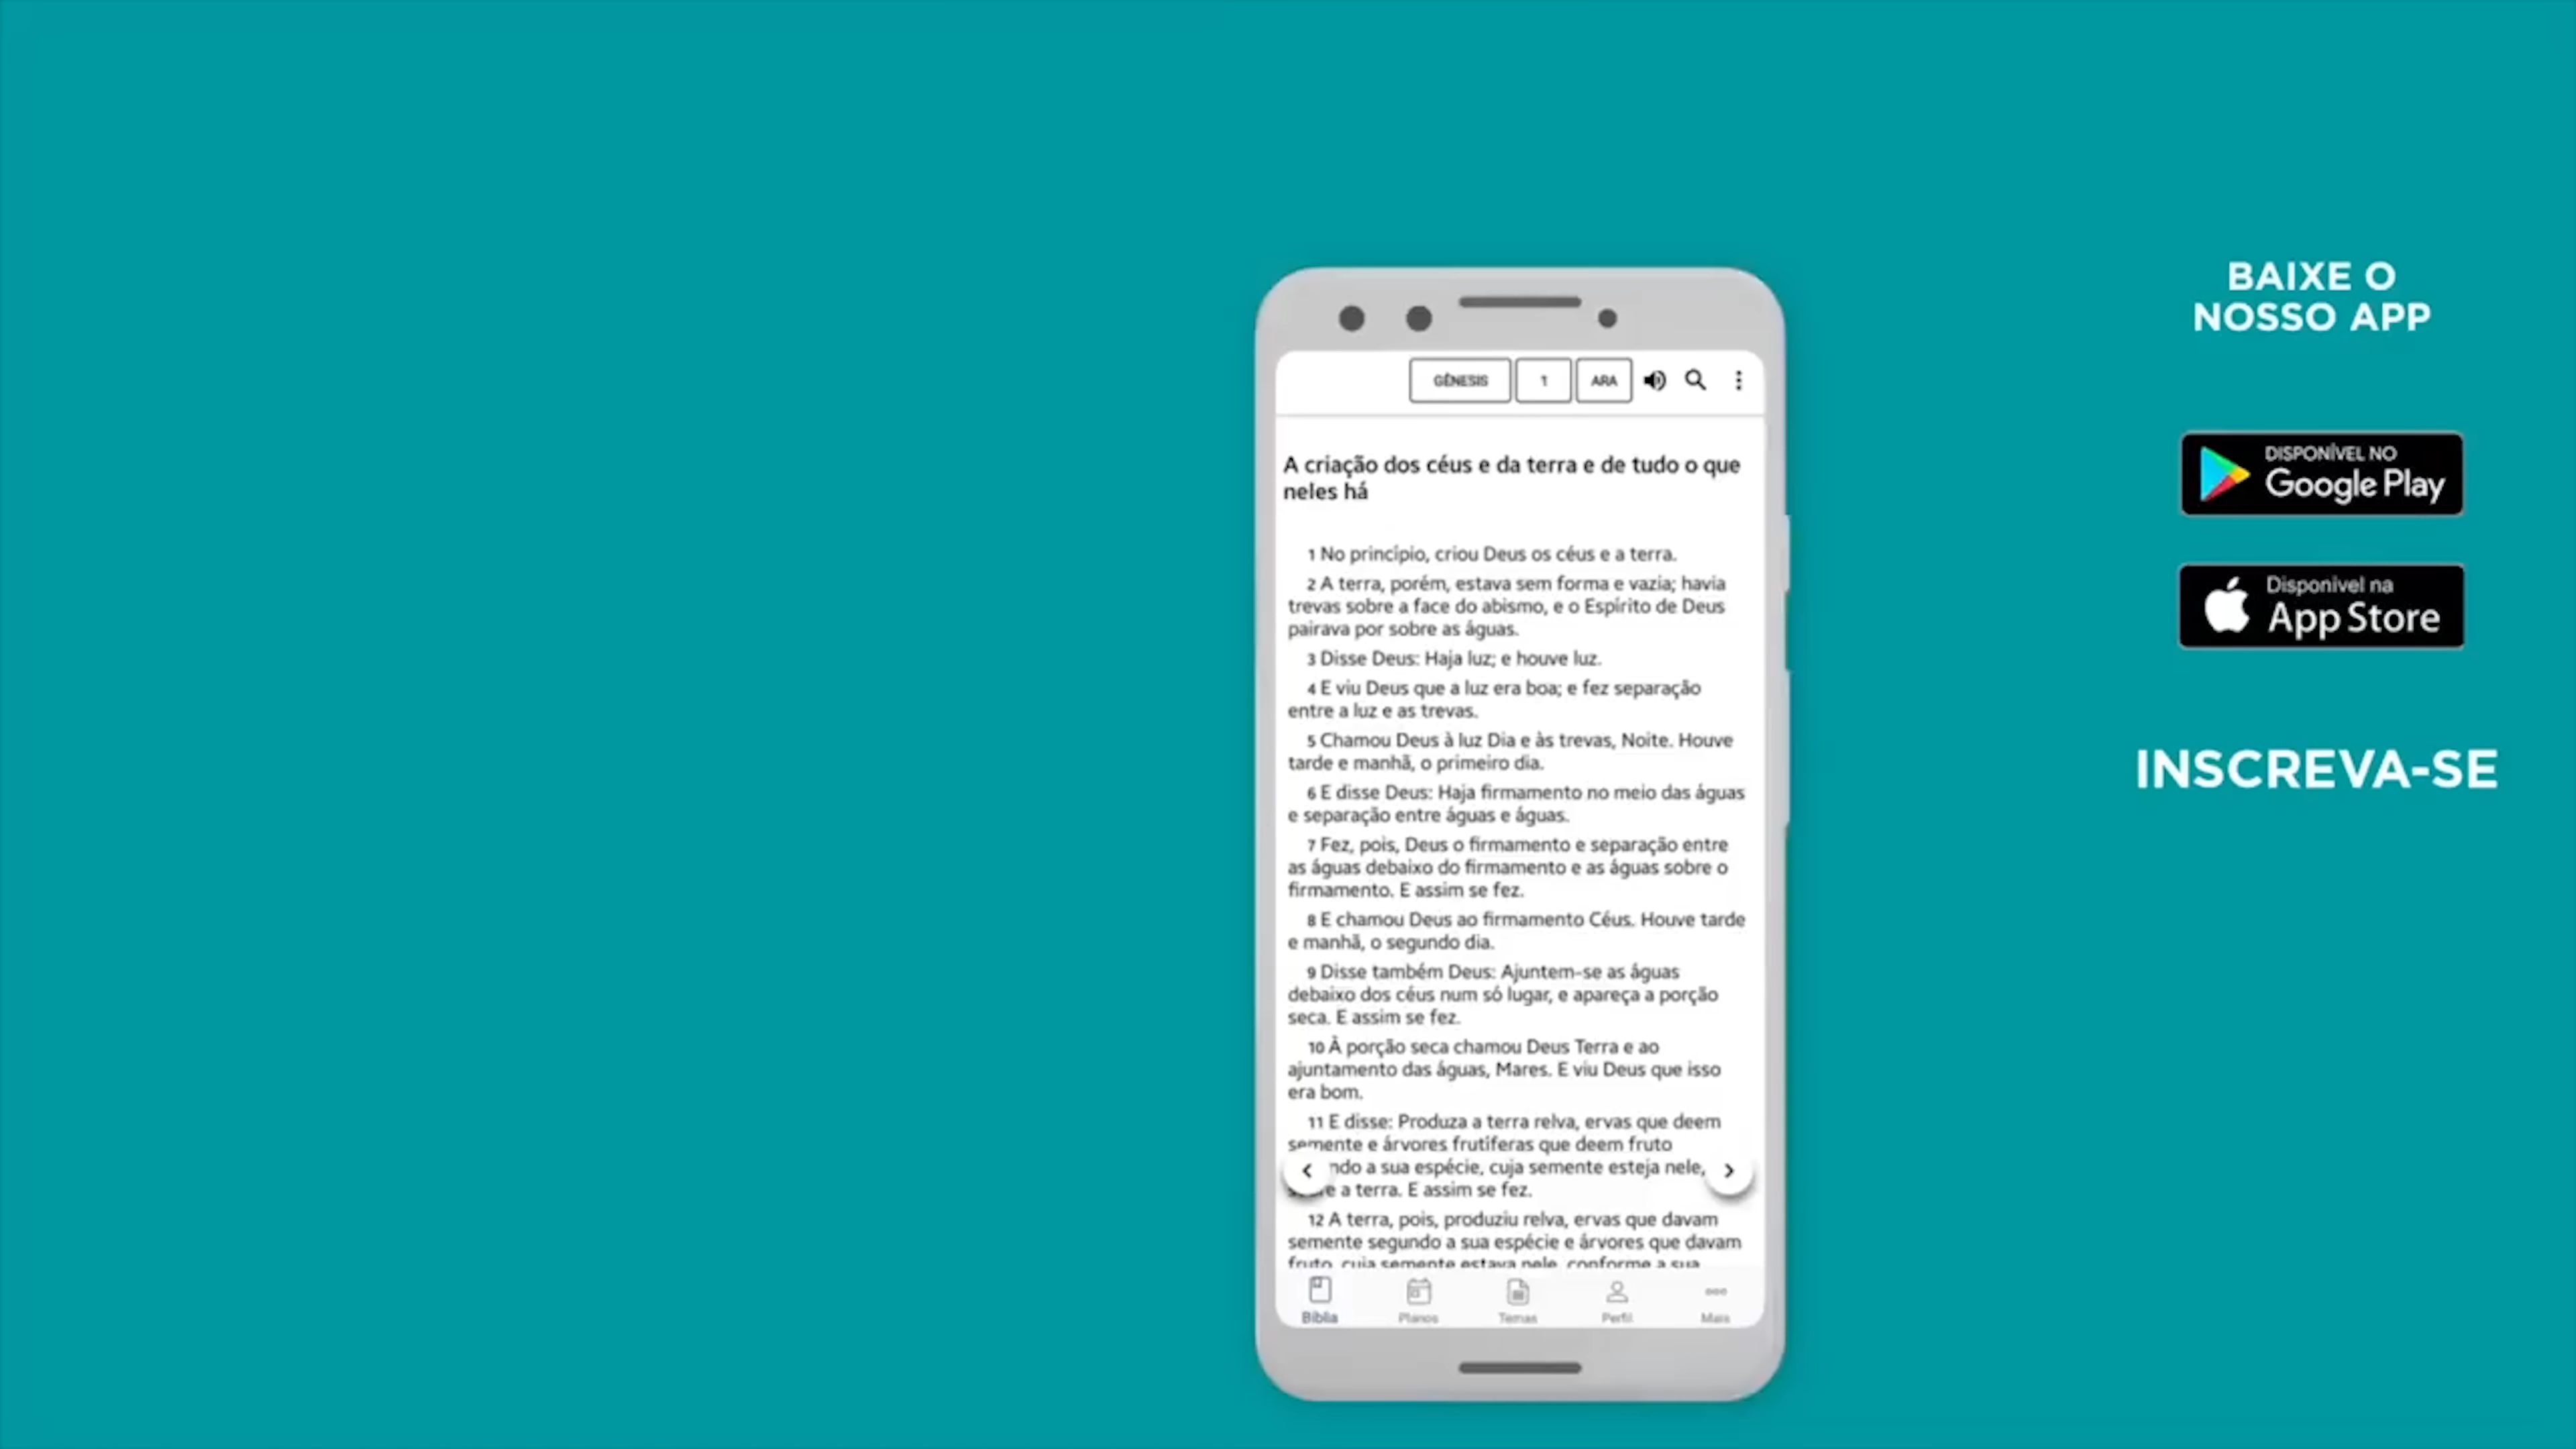 GÊNESIS 1 ARA
A criação dos céus e da terra e de tudo o que
neles há
1 No princípio, criou Deus os céus e a terra.
2 A terra, porém, estava sem forma e vazia; havia
trevas sobre a face do abismo, e o Espírito de Deus
pairava por sobre as águas.
3 Disse Deus: Haja luz; e houve luz.
4 E viu Deus que a luz era boa; e fez separação
entre a luz e as trevas.
5 Chamou Deus à luz Dia e às trevas, Noite. Houve
tarde e manhã, o primeiro dia.
6 E disse Deus: Haja firmamento no meio das águas
e separação entre águas e águas.
7 Fez, pois, Deus o firmamento e separação entre
as águas debaixo do firmamento e as águas sobre o
firmamento. E assim se fez.
8 E chamou Deus ao firmamento Céus. Houve tarde
e manhã, o segundo dia.
9 Disse também Deus: Ajuntem-se as águas
debaixo dos céus num só lugar, e apareça a porção
seca. E assim se fez.
10 À porção seca chamou Deus Terra e ao
ajuntamento das águas, Mares. E viu Deus que isso
era bom.
11 E disse: Produza a terra relva, ervas que deem
semente e árvores frutíferas que deem fruto
a sua espécie, cuja semente esteja nele,
a terra. E assim se fez.
12 A terra, pois, produziu relva, ervas que davam
semente segundo a sua espécie e árvores que davam
fruto, cuja semente estava nele, conforme a sua
Bíblia Planos Temas Perfil Mais
BAIXE O
NOSSO APP
DISPONÍVEL NO
Google Play
Disponível na
App Store
INSCREVA-SE